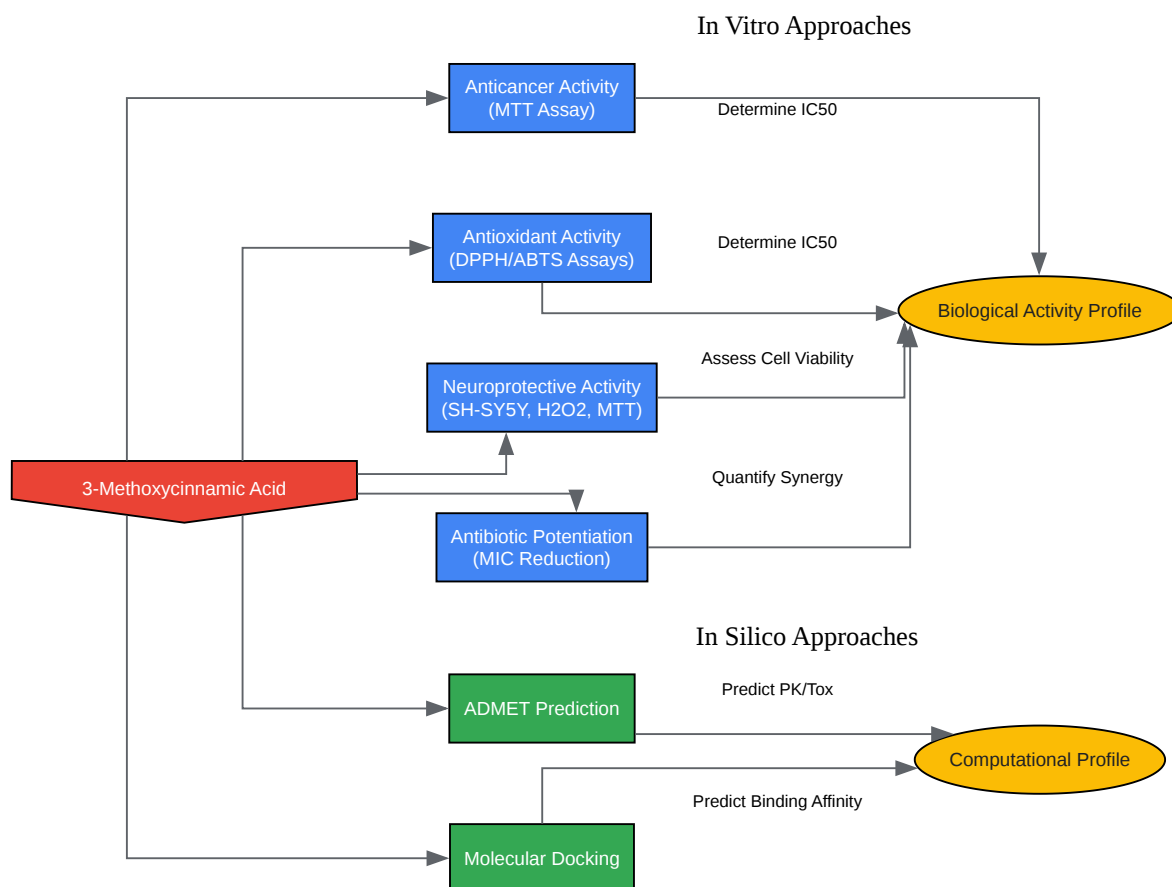 In Vitro Approaches
Anticancer Activity
(MTT Assay)
Determine IC50
Antioxidant Activity
(DPPH/ABTS Assays)
Determine IC50
Biological Activity Profile
Assess Cell Viability
Neuroprotective Activity
(SH-SY5Y, H2O2, MTT)
Quantify Synergy
3-Methoxycinnamic Acid
Antibiotic Potentiation
(MIC Reduction)
In Silico Approaches
Predict PK/Tox
ADMET Prediction
Computational Profile
Predict Binding Affinity
Molecular Docking